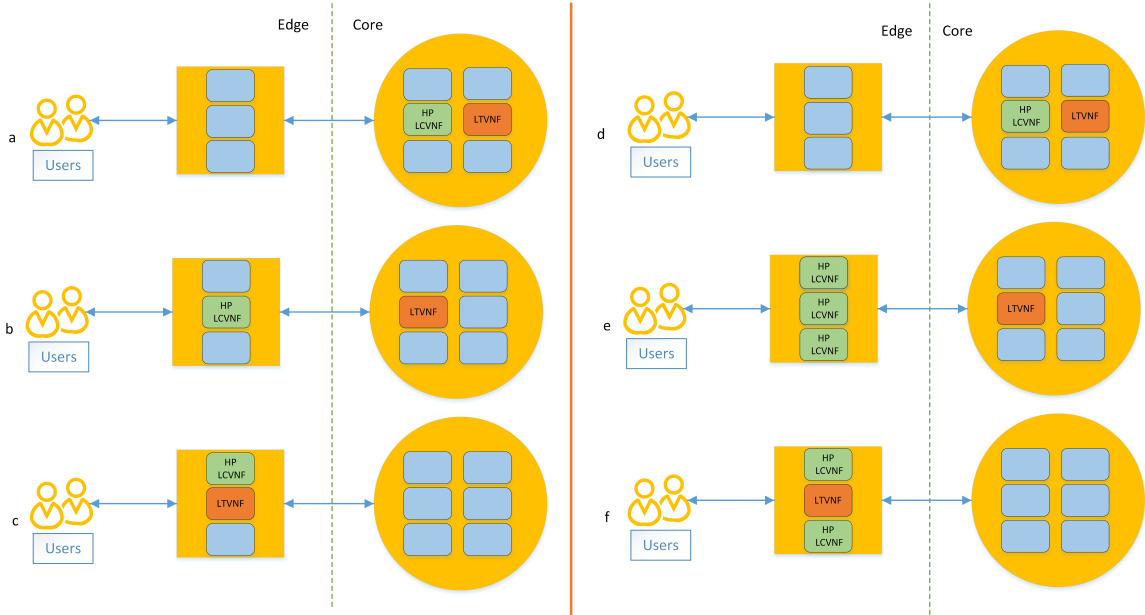 Edge Core
a
Users
HP
LCVNF
LTVNF
b
Users
HP
LCVNF
LTVNF
c
Users
HP
LCVNF
LTVNF
Edge Core
d
Users
HP
LCVNF
LTVNF
e
Users
HP
LCVNF
HP
LCVNF
HP
LCVNF
LTVNF
f
Users
HP
LCVNF
LTVNF
HP
LCVNF